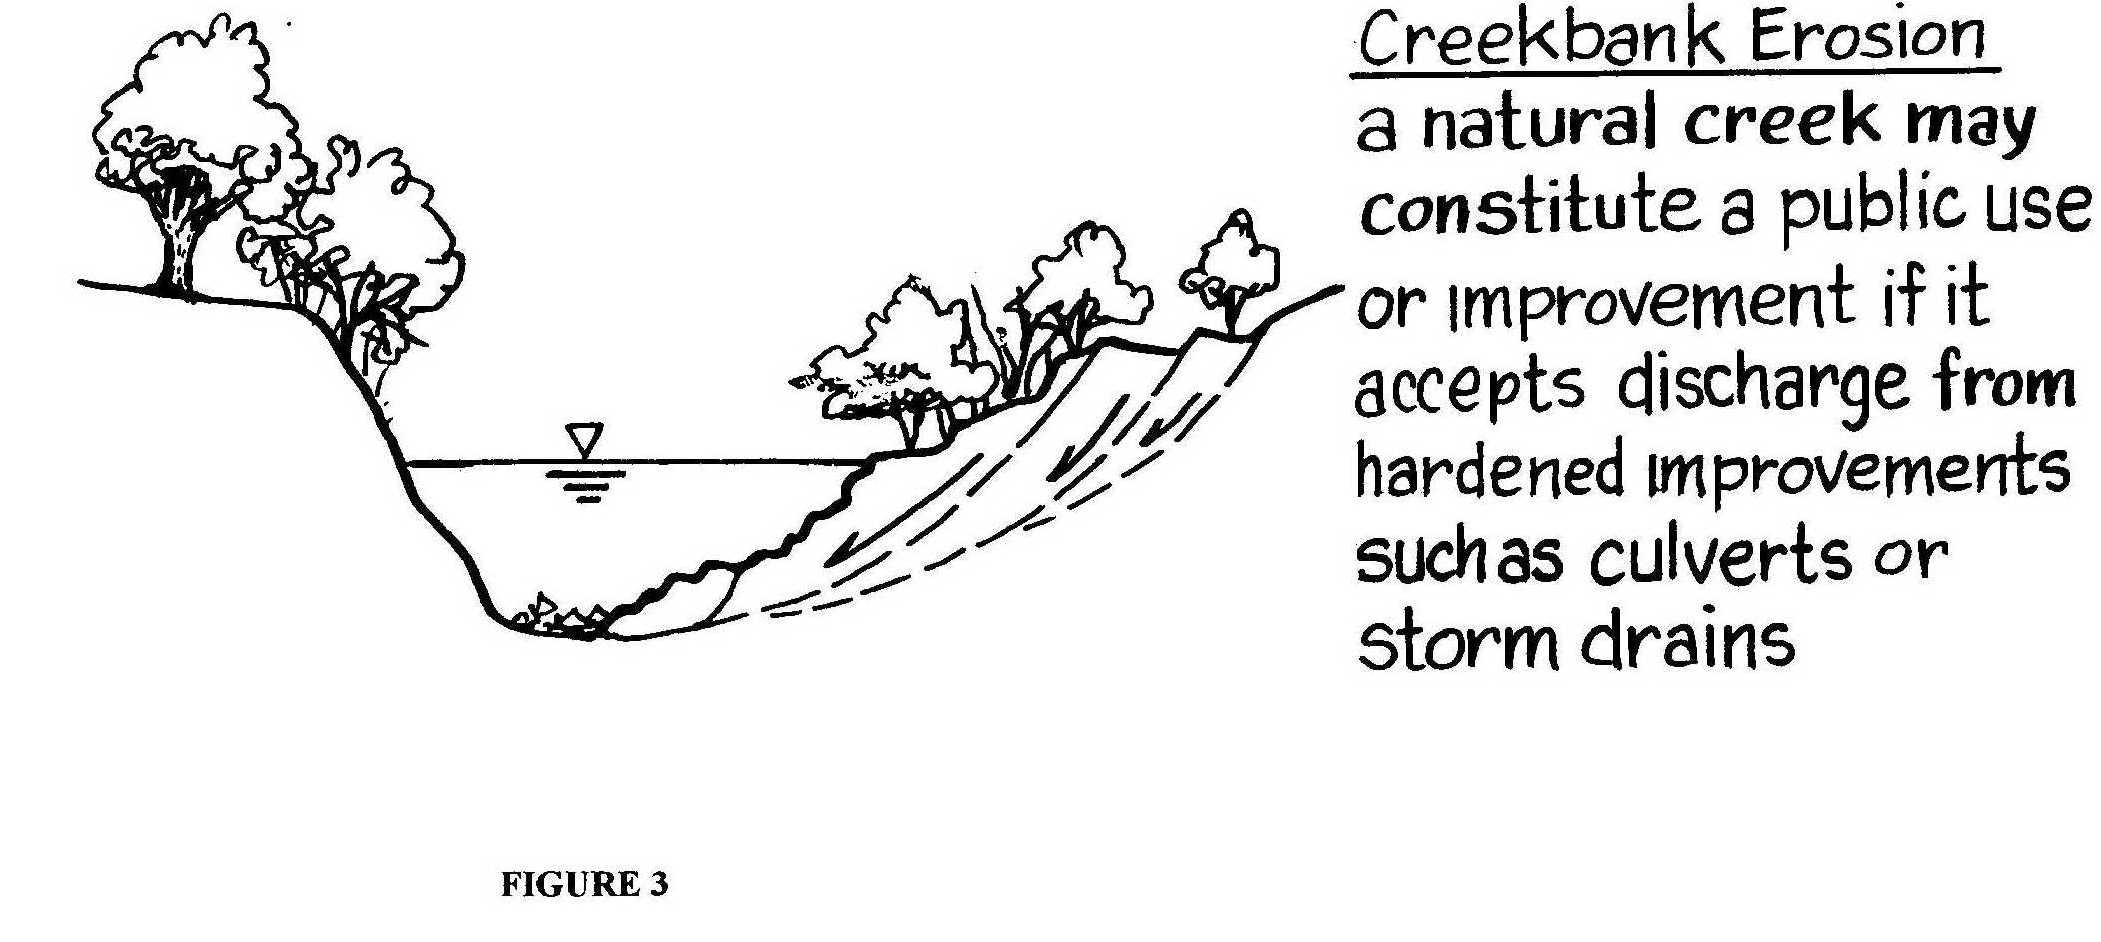 Creekbank Erosion
a natural creek may
constitute a public use
or improvement if it
accepts discharge from
hardened improvements
such as culverts or
storm drains
FIGURE 3